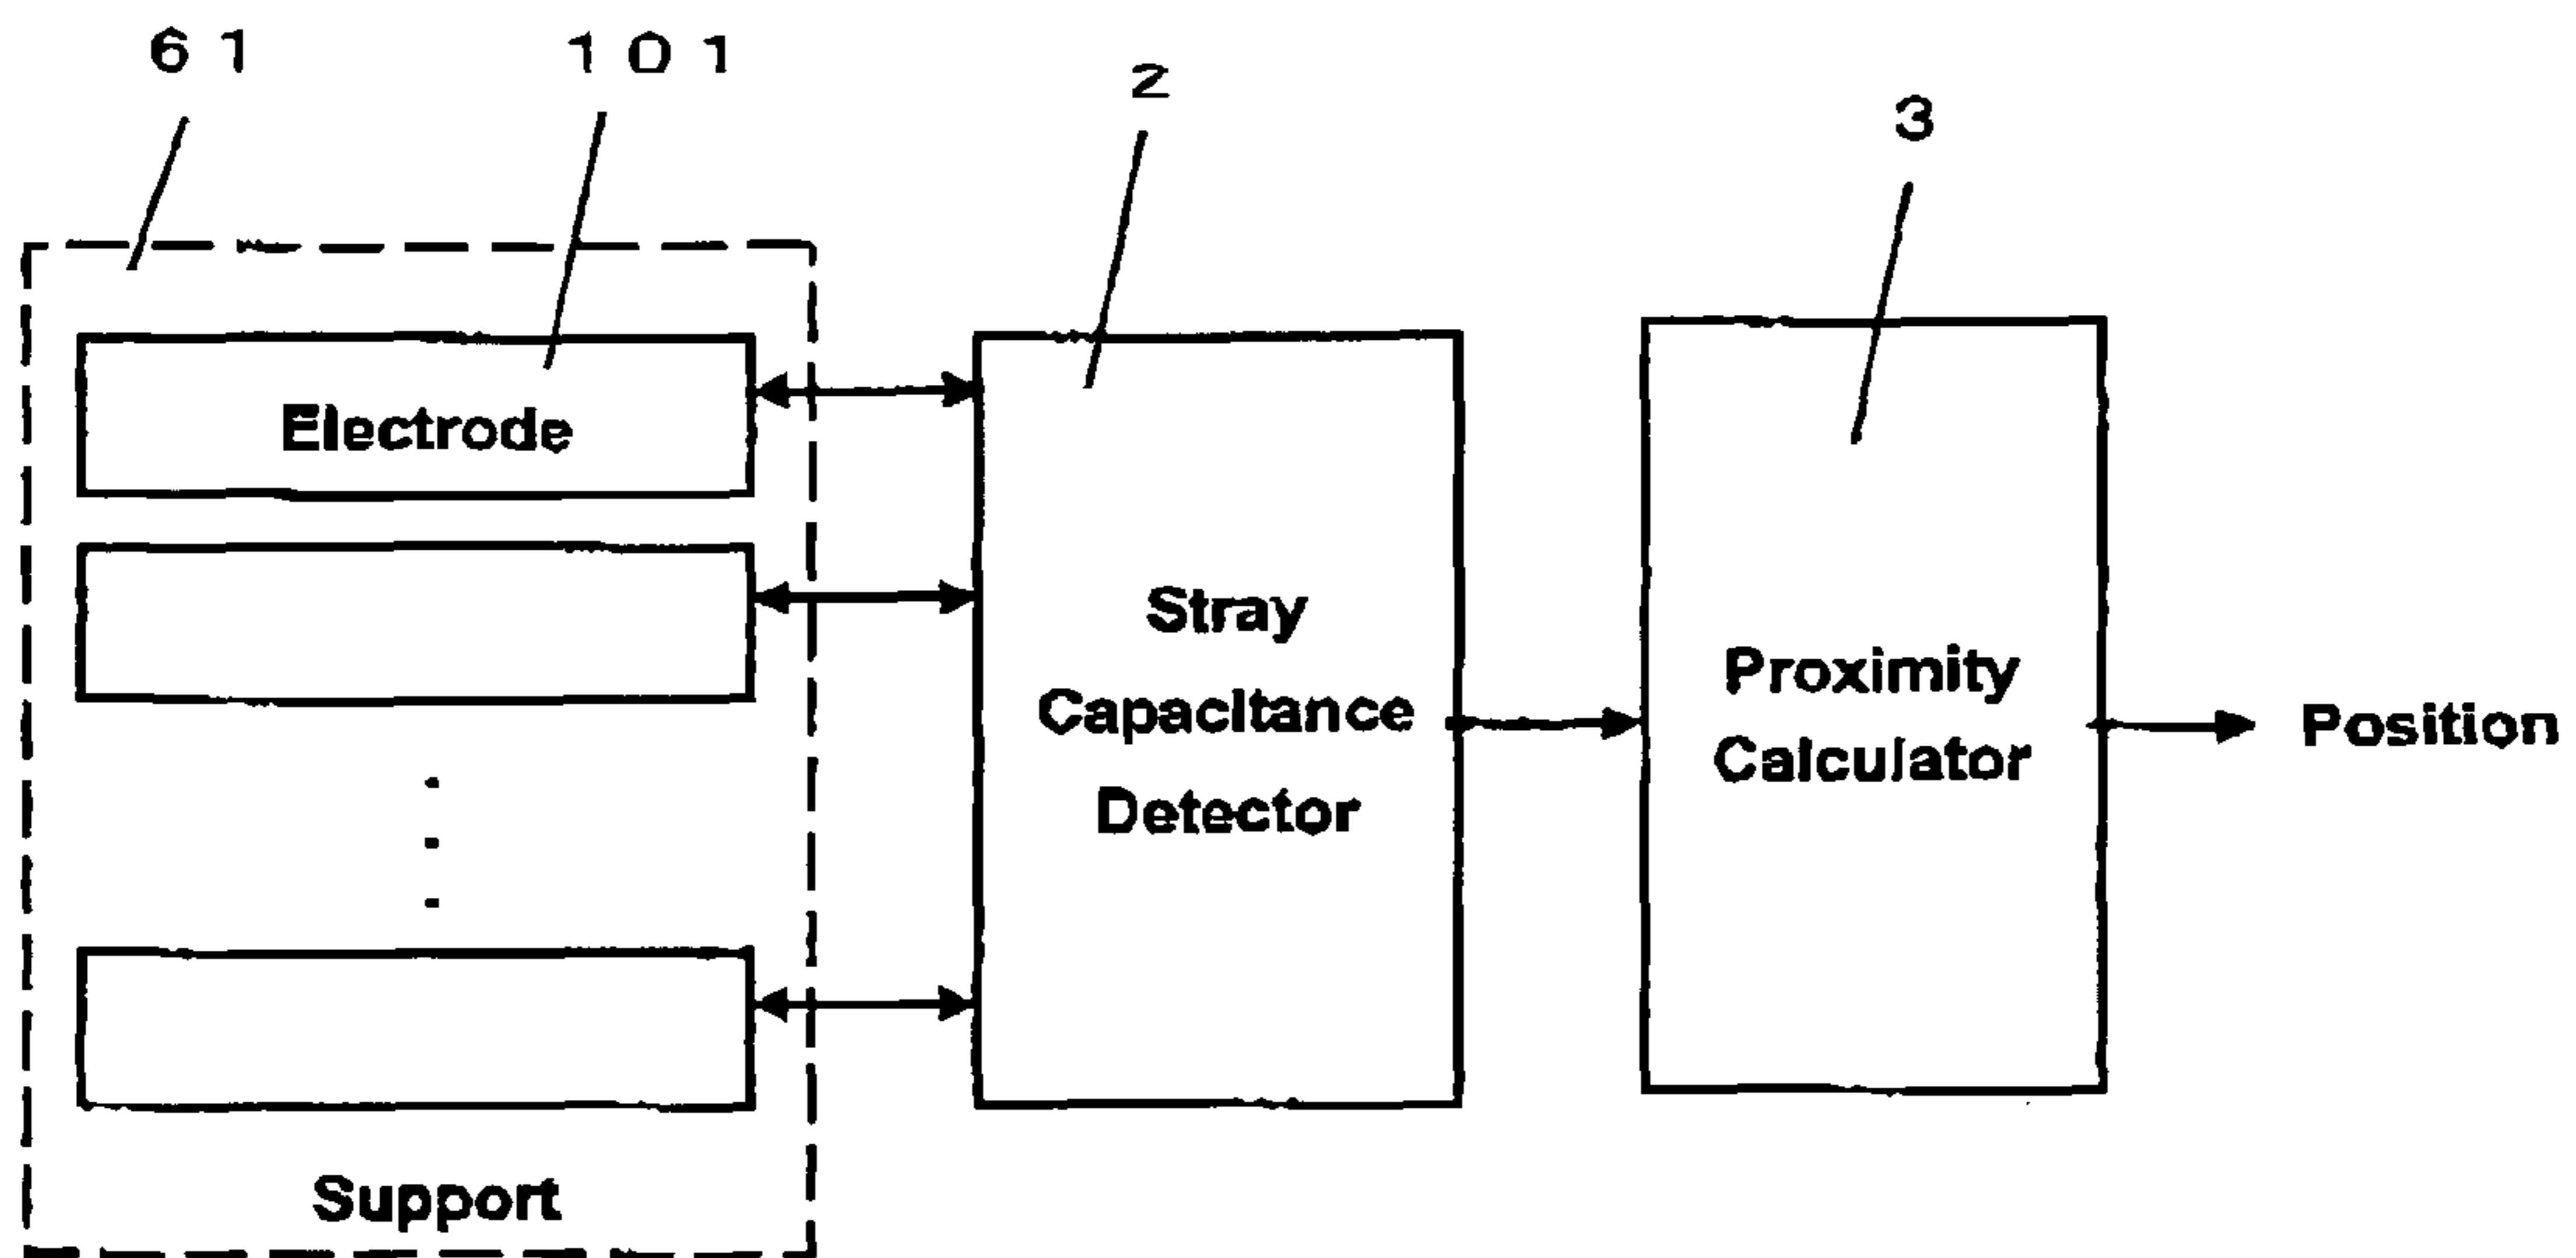 61
101
2
3
Electrode
Stray
Capacitance
Detector
Proximity
Calculator
Position
Support